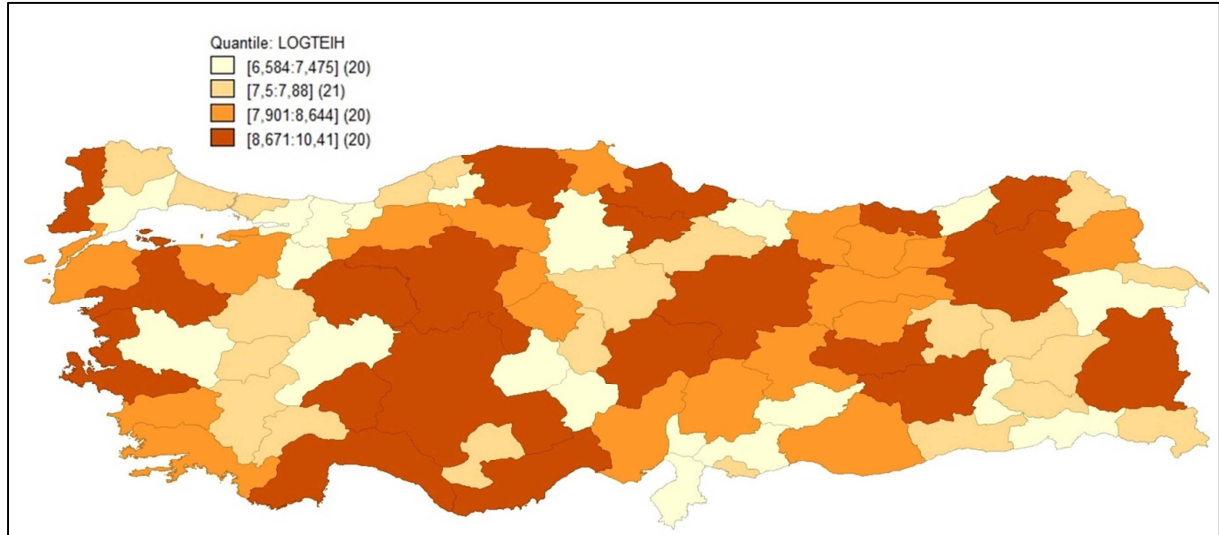 Quantile: LOGTEIH
[6,584:7,475] (20)
[7,5:7,88] (21)
[7,901:8,644] (20)
[8,671:10,41] (20)